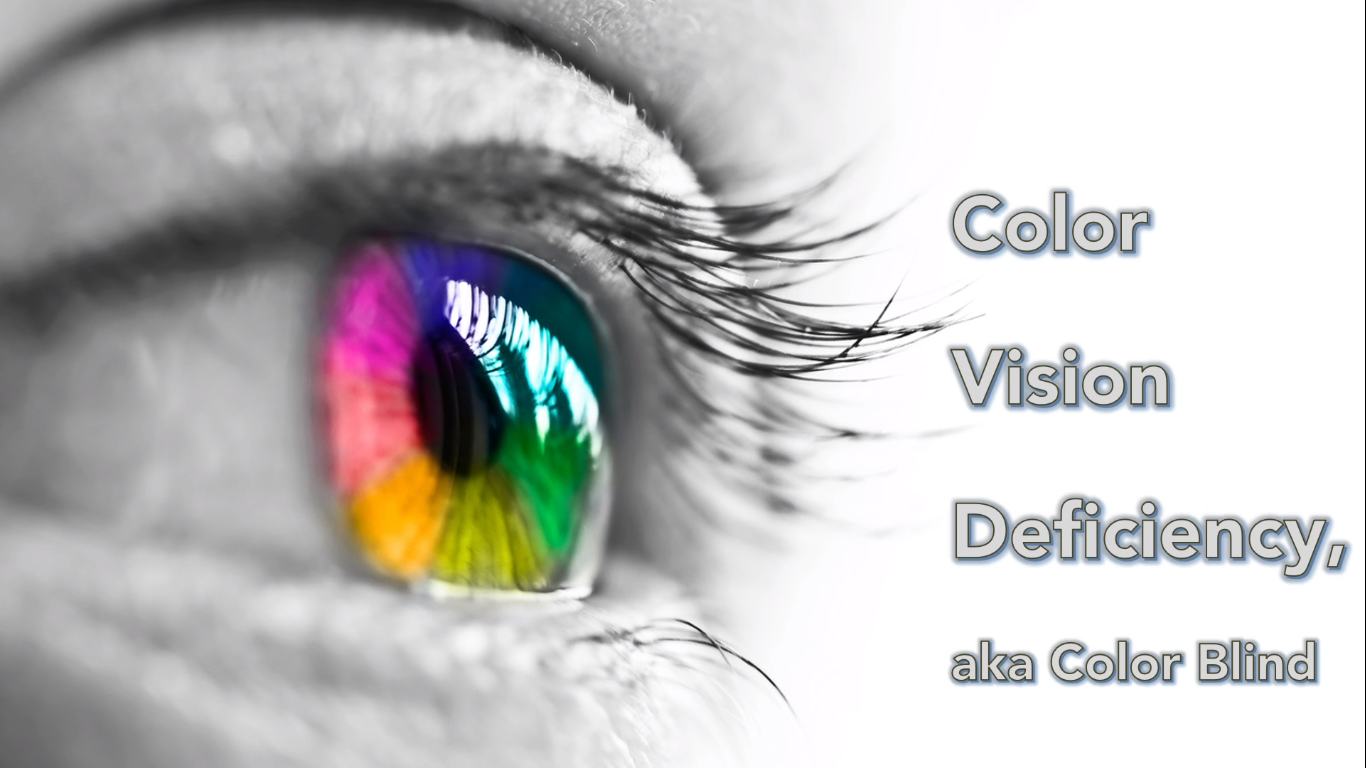 Color
Vision
Deficiency,
aka Color Blind